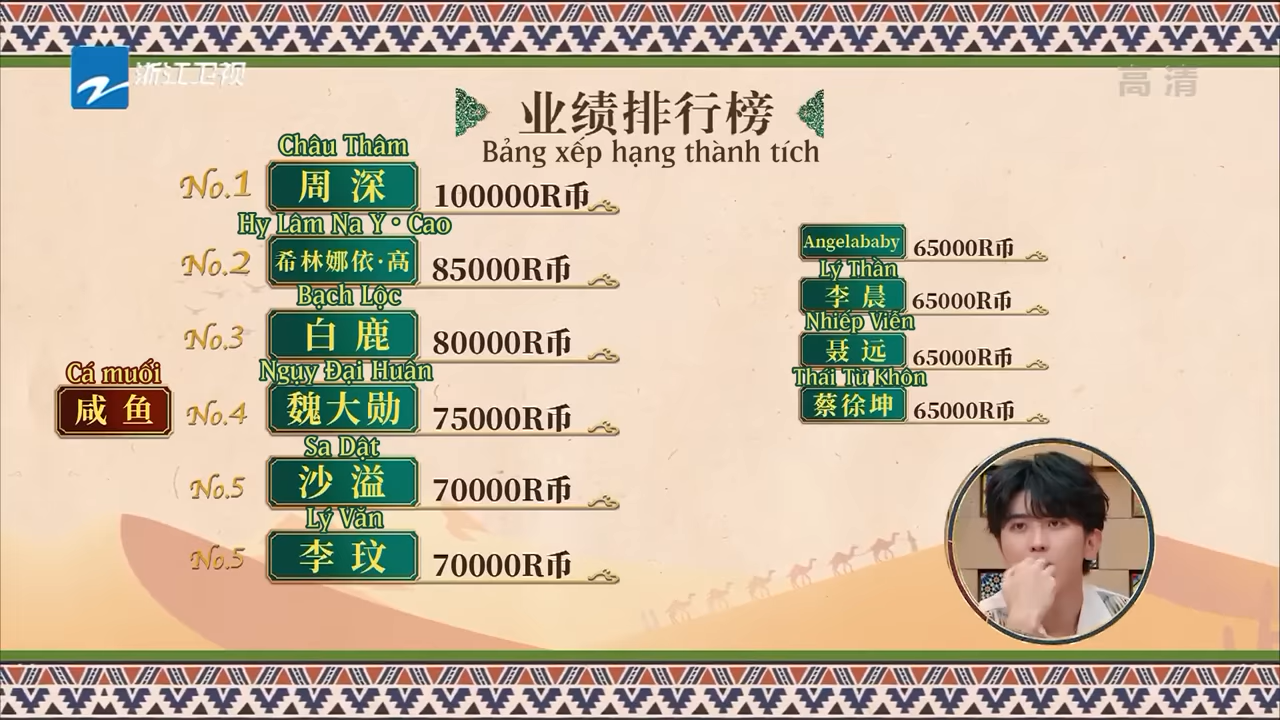 浙江卫视
高清
业绩排行榜
Bảng xếp hạng thành tích
Châu Thâm
No.1 周深 100000R币
Hy Lâm Na Y·Cao
No.2 希林娜依·高 85000R币
Bạch Lộc
No.3 白鹿 80000R币
Cá muối
Ngụy Đại Huân
咸鱼 No.4 魏大勋 75000R币
Sa Dật
No.5 沙溢 70000R币
Lý Văn
No.5 李玟 70000R币
Angelababy 65000R币
Lý Thần
李晨 65000R币
Nhiếp Viễn
聂远 65000R币
Thái Từ Khôn
蔡徐坤 65000R币